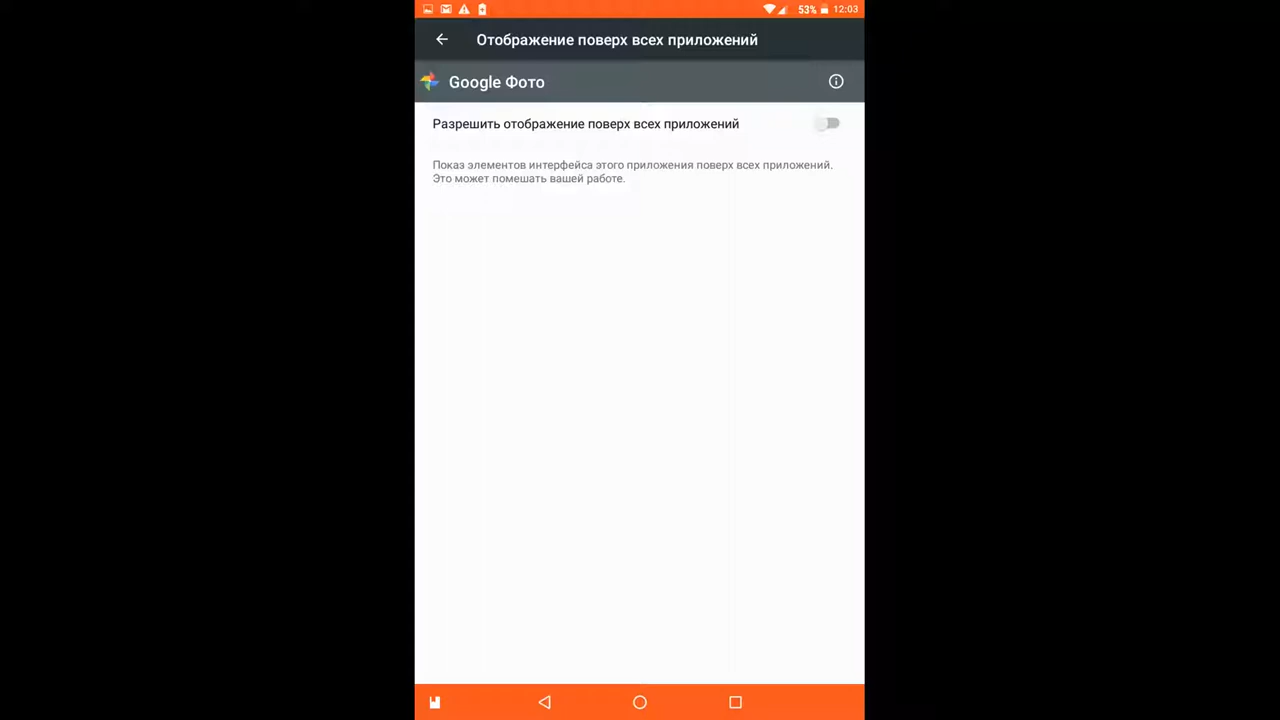 53% 12:03
Отображение поверх всех приложений
Google Фото
Разрешить отображение поверх всех приложений
Показ элементов интерфейса этого приложения поверх всех приложений.
Это может помешать вашей работе.